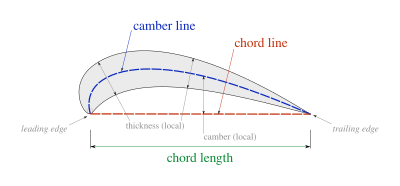 camber line
chord line
leading edge
thickness (local)
camber (local)
trailing edge
chord length